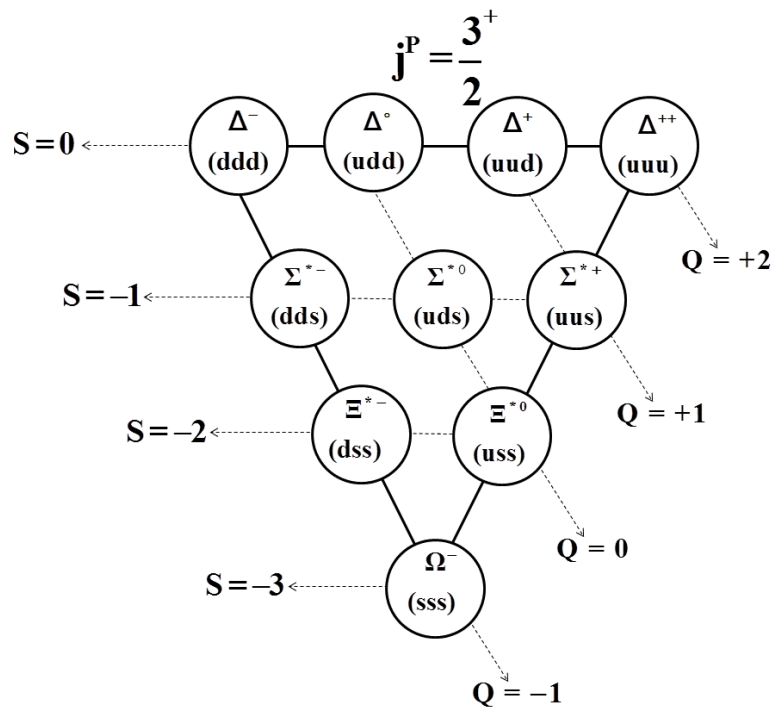 j^P = 3/2^+
Δ⁻ Δ° Δ⁺ Δ⁺⁺
S = 0 (ddd) (udd) (uud) (uuu)
Q = +2
Σ*⁻ Σ*⁰ Σ*⁺
S = –1 (dds) (uds) (uus)
Q = +1
Ξ*⁻ Ξ*⁰
S = –2 (dss) (uss)
Q = 0
Ω⁻
S = –3 (sss)
Q = –1